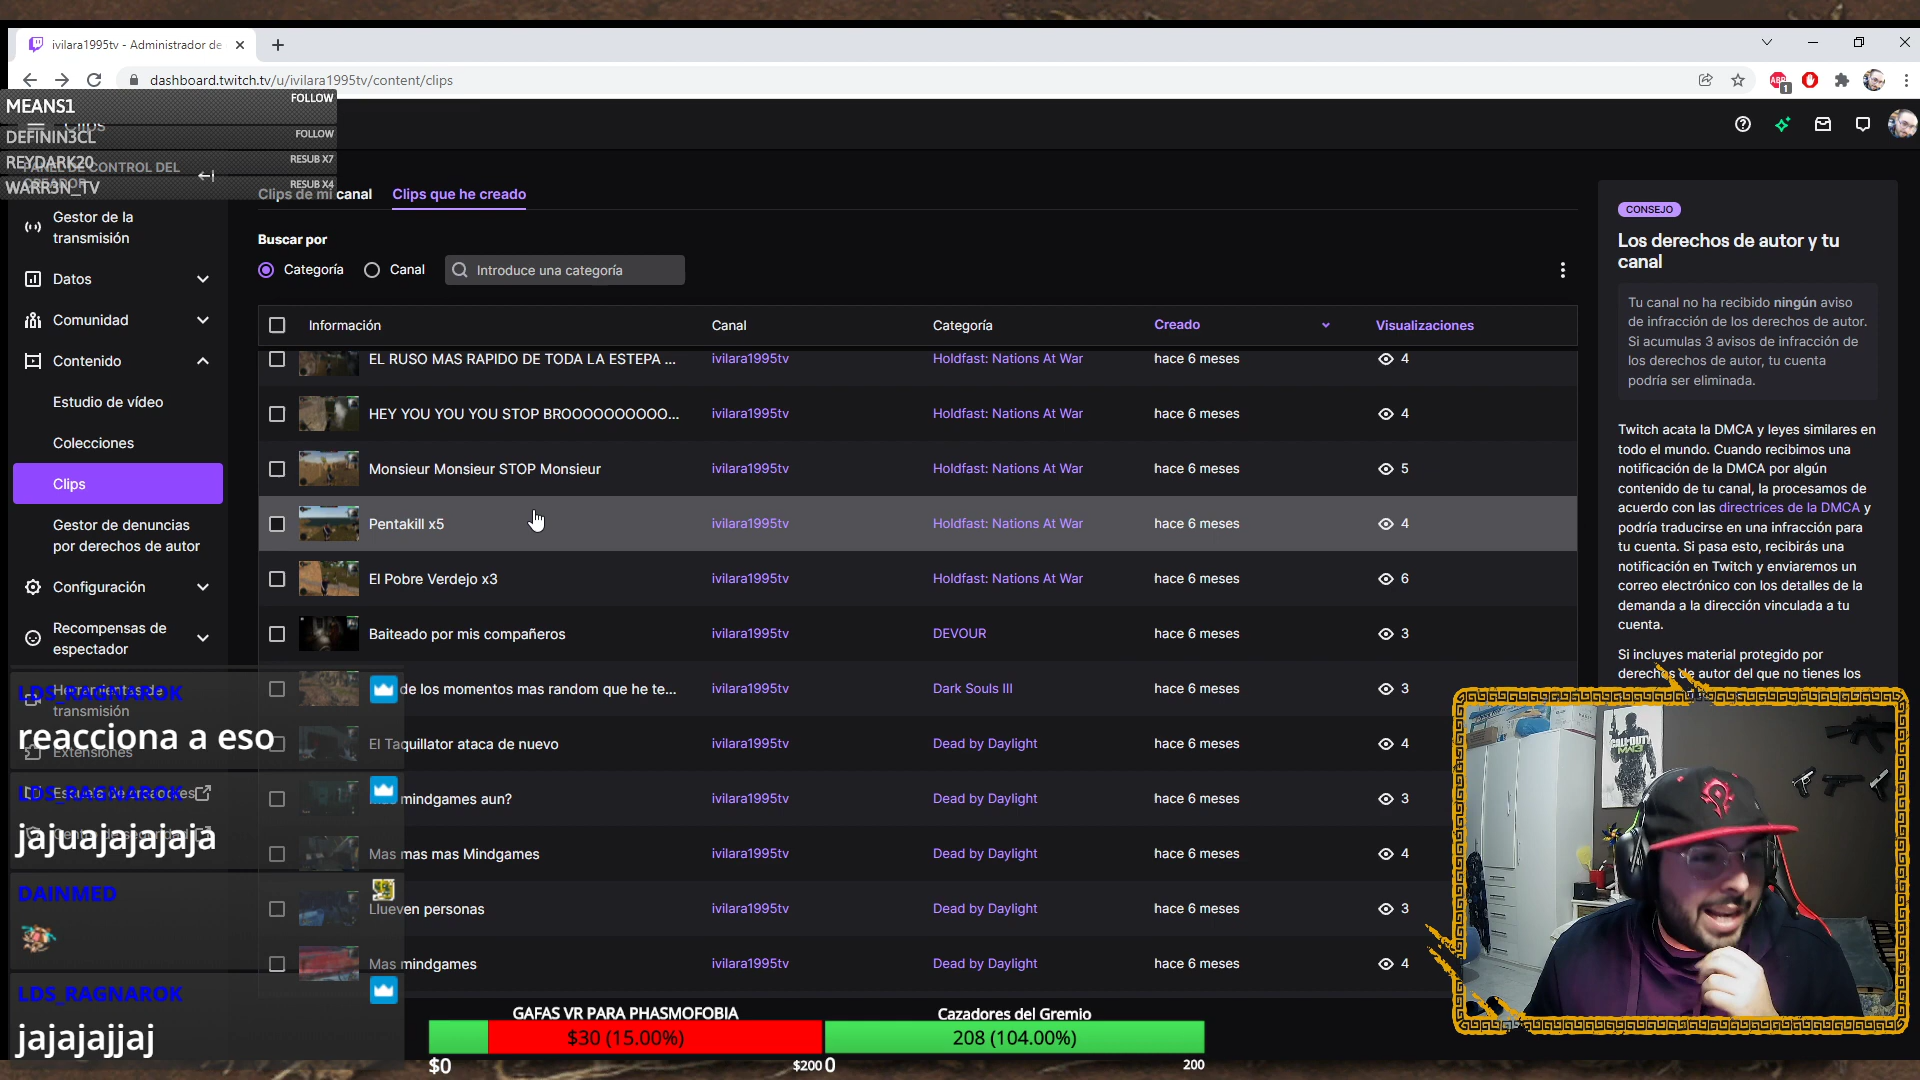 ivilara1995tv - Administrador de
dashboard.twitch.tv/u/ivilara1995tv/content/clips
MEANS1
FOLLOW
DEFININ3CL
FOLLOW
REYDARK20
RESUB X7
WARR3N_TV
RESUB X4
Clips
PANEL DE CONTROL DEL
CREADOR
Gestor de la
transmisión
Datos
Comunidad
Contenido
Estudio de vídeo
Colecciones
Clips
Gestor de denuncias
por derechos de autor
Configuración
Recompensas de
espectador
Herramientas de
transmisión
Extensiones
LDS_RAGNAROK
reacciona a eso
LDS_RAGNAROK
jajuajajajaja
DAINMED
LDS_RAGNAROK
jajajajjaj
Clips de mi canal
Clips que he creado
Buscar por
Categoría
Canal
Introduce una categoría
Información
Canal
Categoría
Creado
Visualizaciones
EL RUSO MAS RAPIDO DE TODA LA ESTEPA ...
ivilara1995tv
Holdfast: Nations At War
hace 6 meses
4
HEY YOU YOU YOU STOP BROOOOOOOOOO...
ivilara1995tv
Holdfast: Nations At War
hace 6 meses
4
Monsieur Monsieur STOP Monsieur
ivilara1995tv
Holdfast: Nations At War
hace 6 meses
5
Pentakill x5
ivilara1995tv
Holdfast: Nations At War
hace 6 meses
4
El Pobre Verdejo x3
ivilara1995tv
Holdfast: Nations At War
hace 6 meses
6
Baiteado por mis compañeros
ivilara1995tv
DEVOUR
hace 6 meses
3
de los momentos mas random que he te...
ivilara1995tv
Dark Souls III
hace 6 meses
3
El Taquillator ataca de nuevo
ivilara1995tv
Dead by Daylight
hace 6 meses
4
mindgames aun?
ivilara1995tv
Dead by Daylight
hace 6 meses
3
Mas mas mas Mindgames
ivilara1995tv
Dead by Daylight
hace 6 meses
4
Llueven personas
ivilara1995tv
Dead by Daylight
hace 6 meses
3
Mas mindgames
ivilara1995tv
Dead by Daylight
hace 6 meses
4
CONSEJO
Los derechos de autor y tu
canal
Tu canal no ha recibido ningún aviso
de infracción de los derechos de autor.
Si acumulas 3 avisos de infracción de
los derechos de autor, tu cuenta
podría ser eliminada.
Twitch acata la DMCA y leyes similares en
todo el mundo. Cuando recibimos una
notificación de la DMCA por algún
contenido de tu canal, la procesamos de
acuerdo con las directrices de la DMCA y
podría traducirse en una infracción para
tu cuenta. Si pasa esto, recibirás una
notificación en Twitch y enviaremos un
correo electrónico con los detalles de la
demanda a la dirección vinculada a tu
cuenta.
Si incluyes material protegido por
derechos de autor del que no tienes los
CALL OF DUTY
MW3
GAFAS VR PARA PHASMOFOBIA
$30 (15.00%)
$0
$200
Cazadores del Gremio
208 (104.00%)
0
200